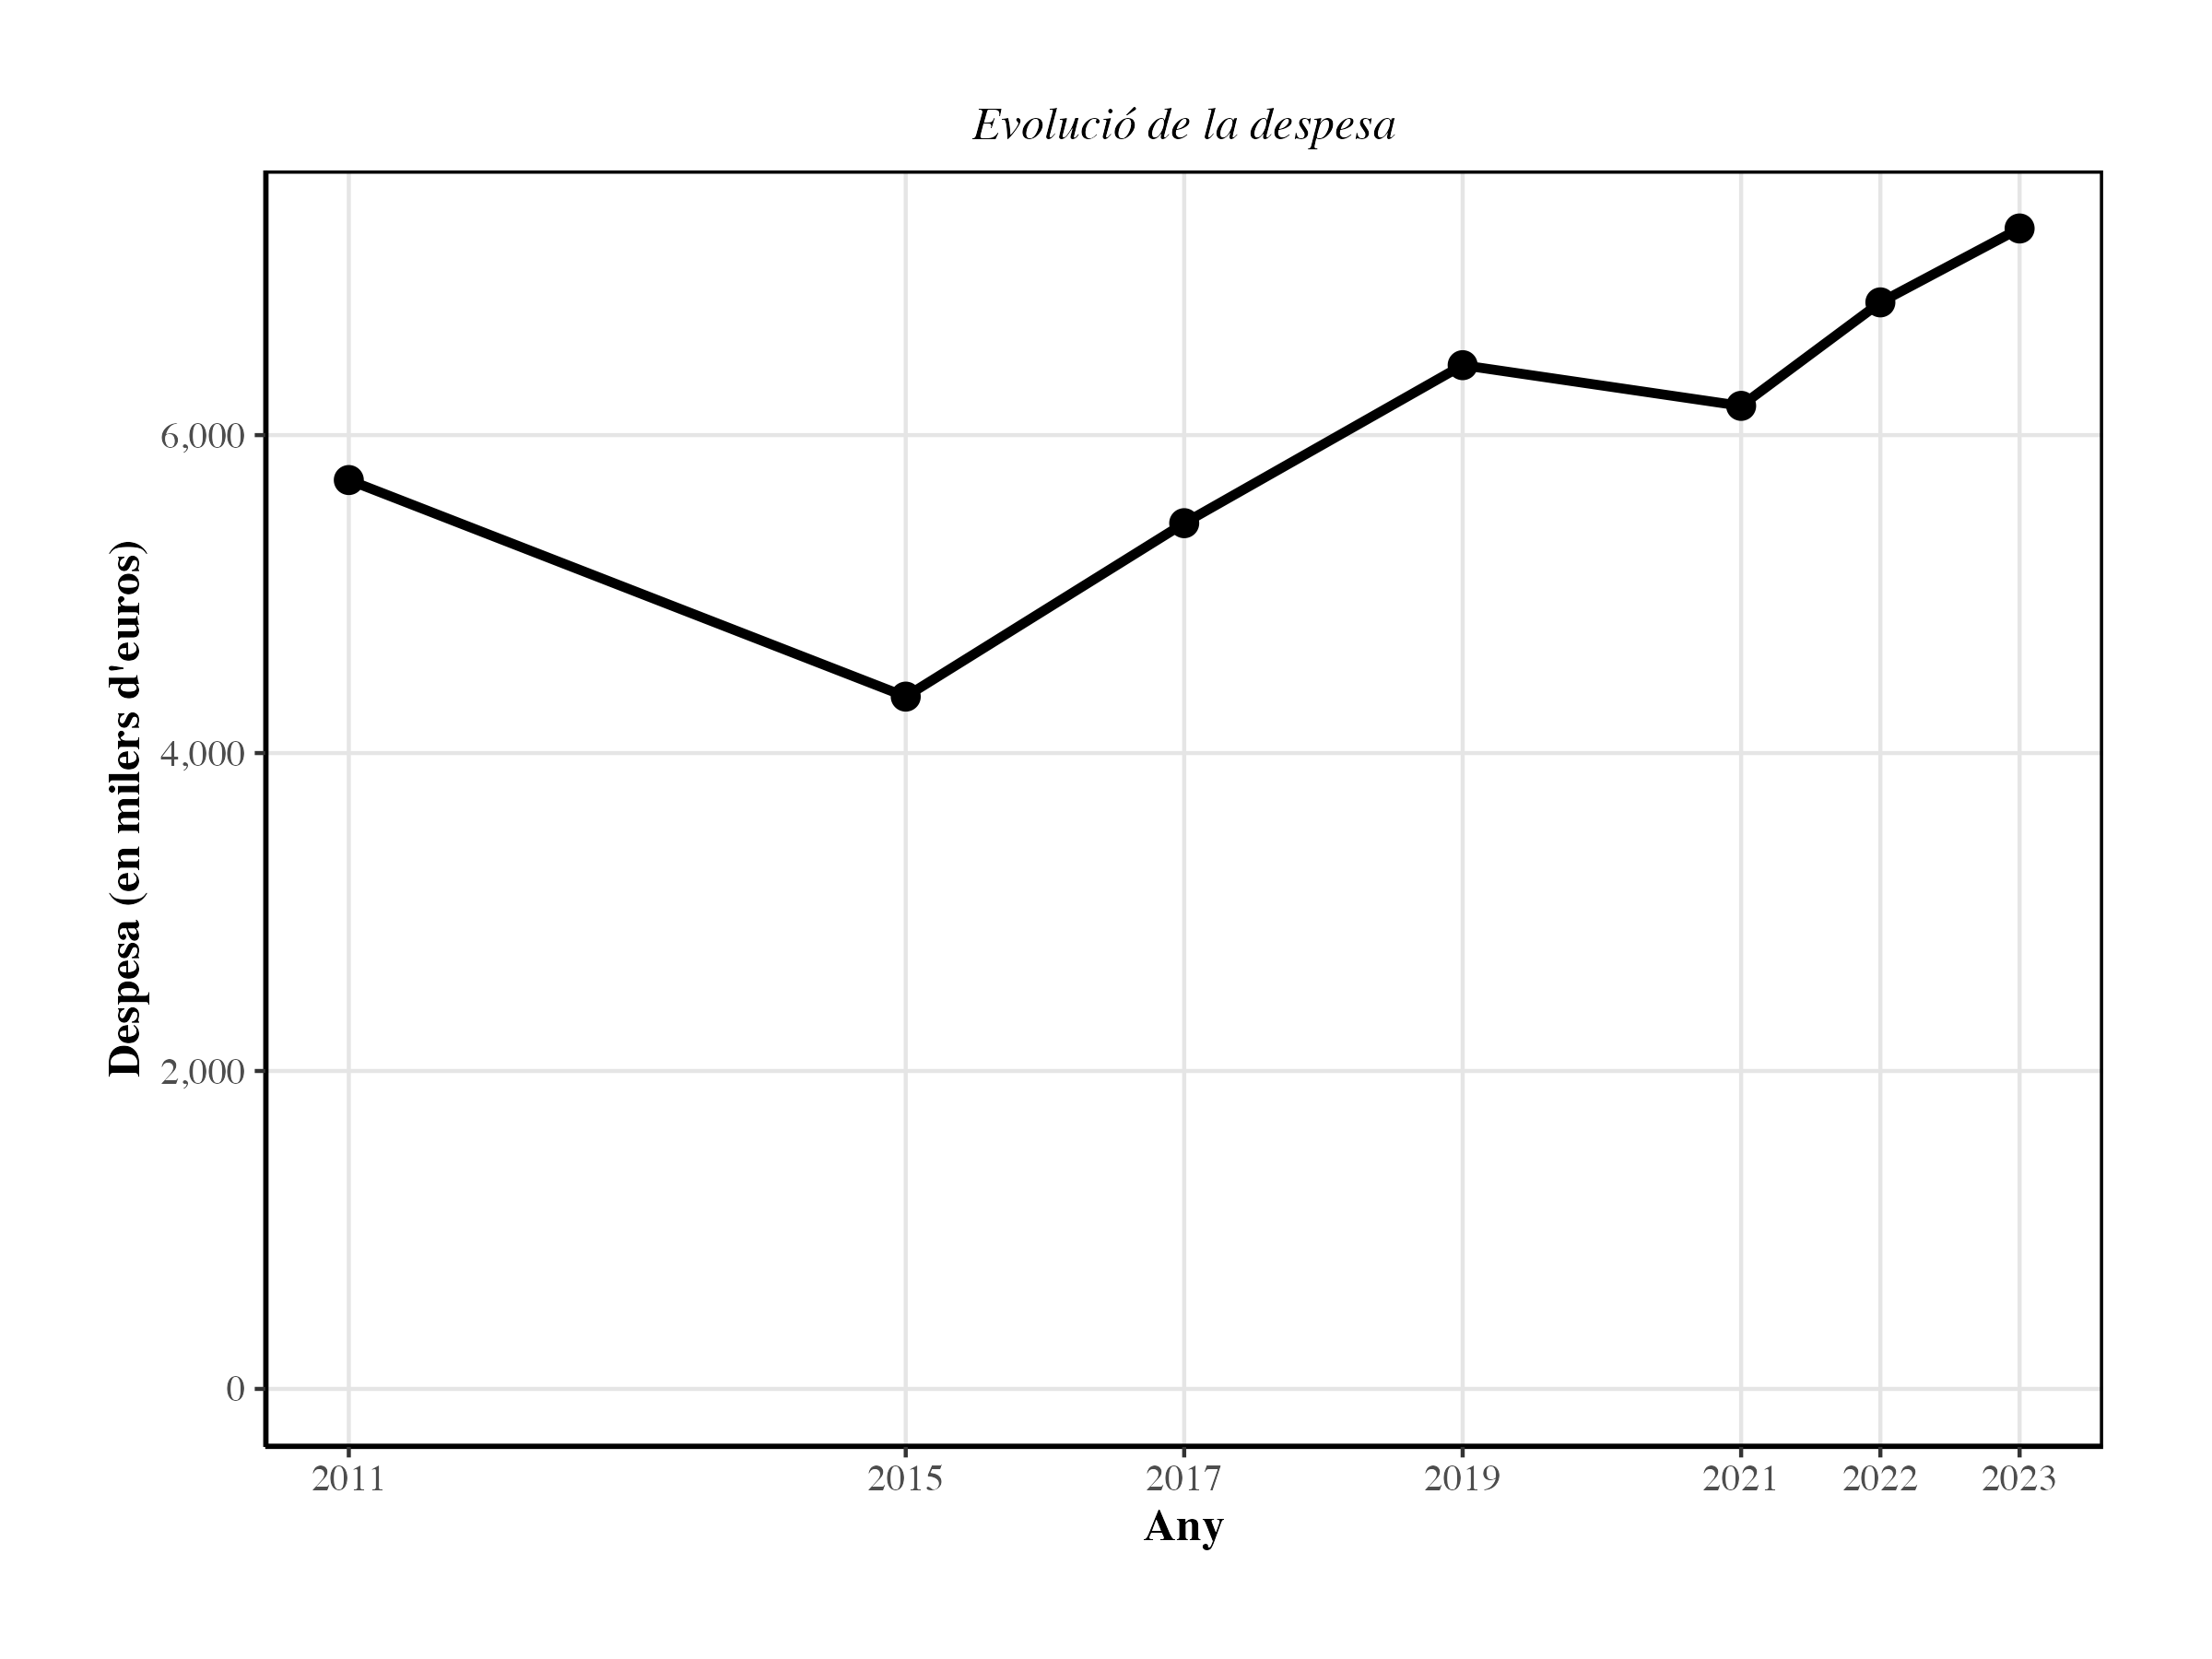 Evolució de la despesa
Despesa (en milers d'euros)
6,000
4,000
2,000
0
2011 2015 2017 2019 2021 2022 2023
Any